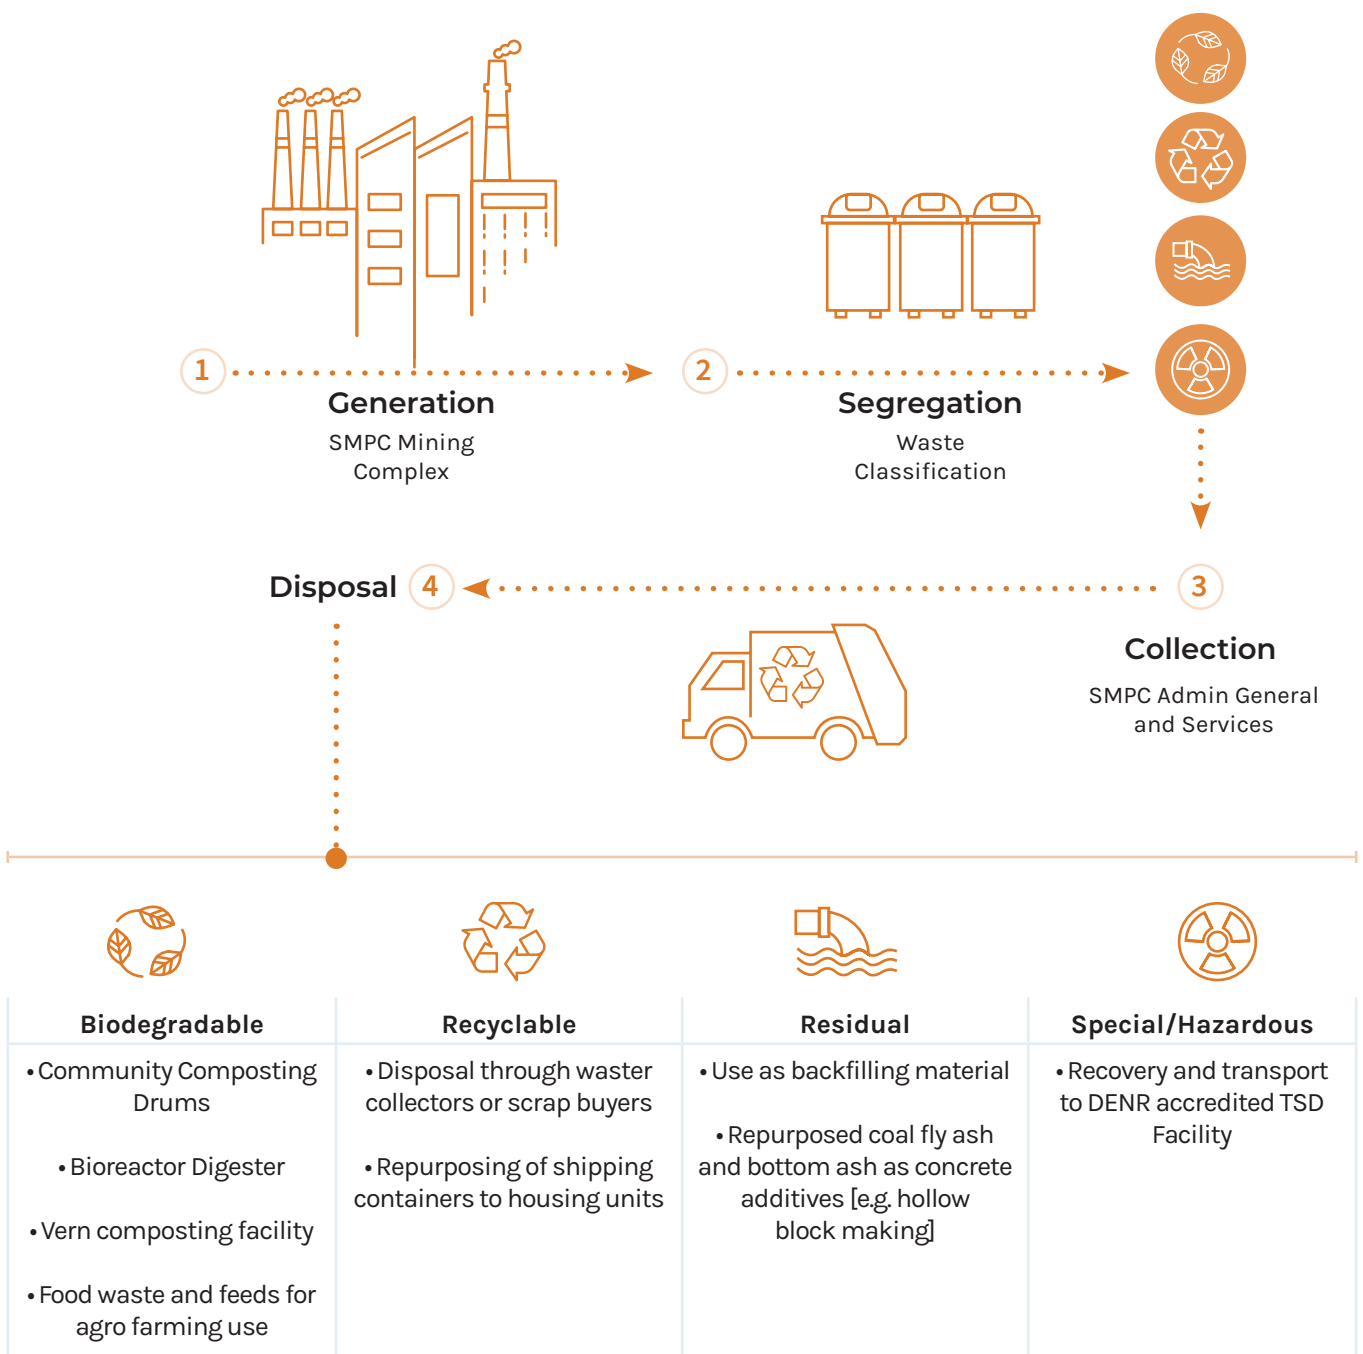 1
Generation
SMPC Mining
Complex
2
Segregation
Waste
Classification
Disposal
4
3
Collection
SMPC Admin General
and Services
Biodegradable
• Community Composting
Drums
• Bioreactor Digester
• Vern composting facility
• Food waste and feeds for
agro farming use
Recyclable
• Disposal through waster
collectors or scrap buyers
• Repurposing of shipping
containers to housing units
Residual
• Use as backfilling material
• Repurposed coal fly ash
and bottom ash as concrete
additives [e.g. hollow
block making]
Special/Hazardous
• Recovery and transport
to DENR accredited TSD
Facility